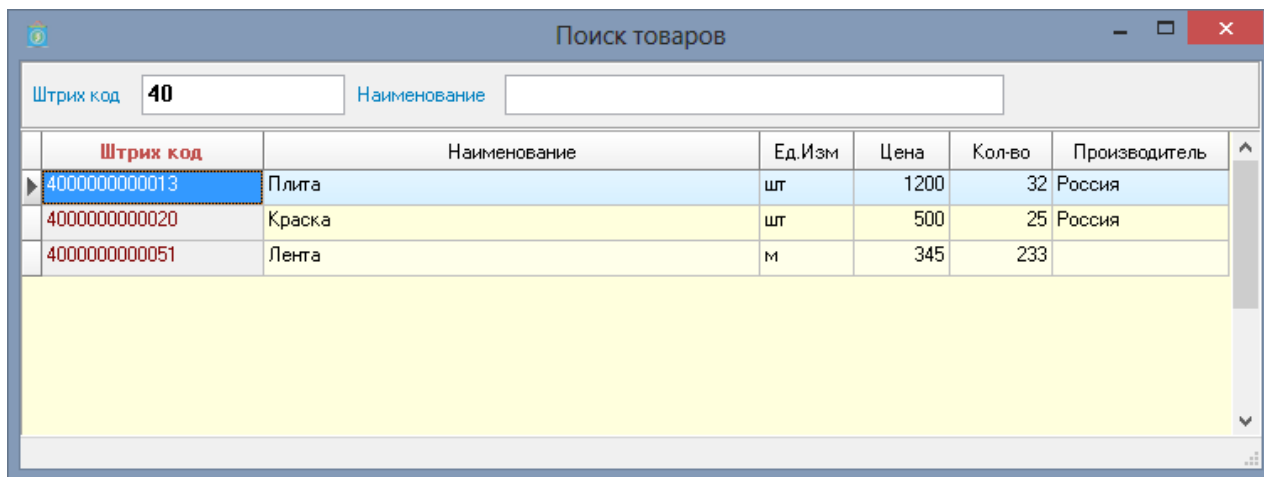 Поиск товаров
Штрих код 40 Наименование
Штрих код Наименование Ед.Изм Цена Кол-во Производитель
4000000000013 Плита шт 1200 32 Россия
4000000000020 Краска шт 500 25 Россия
4000000000051 Лента м 345 233